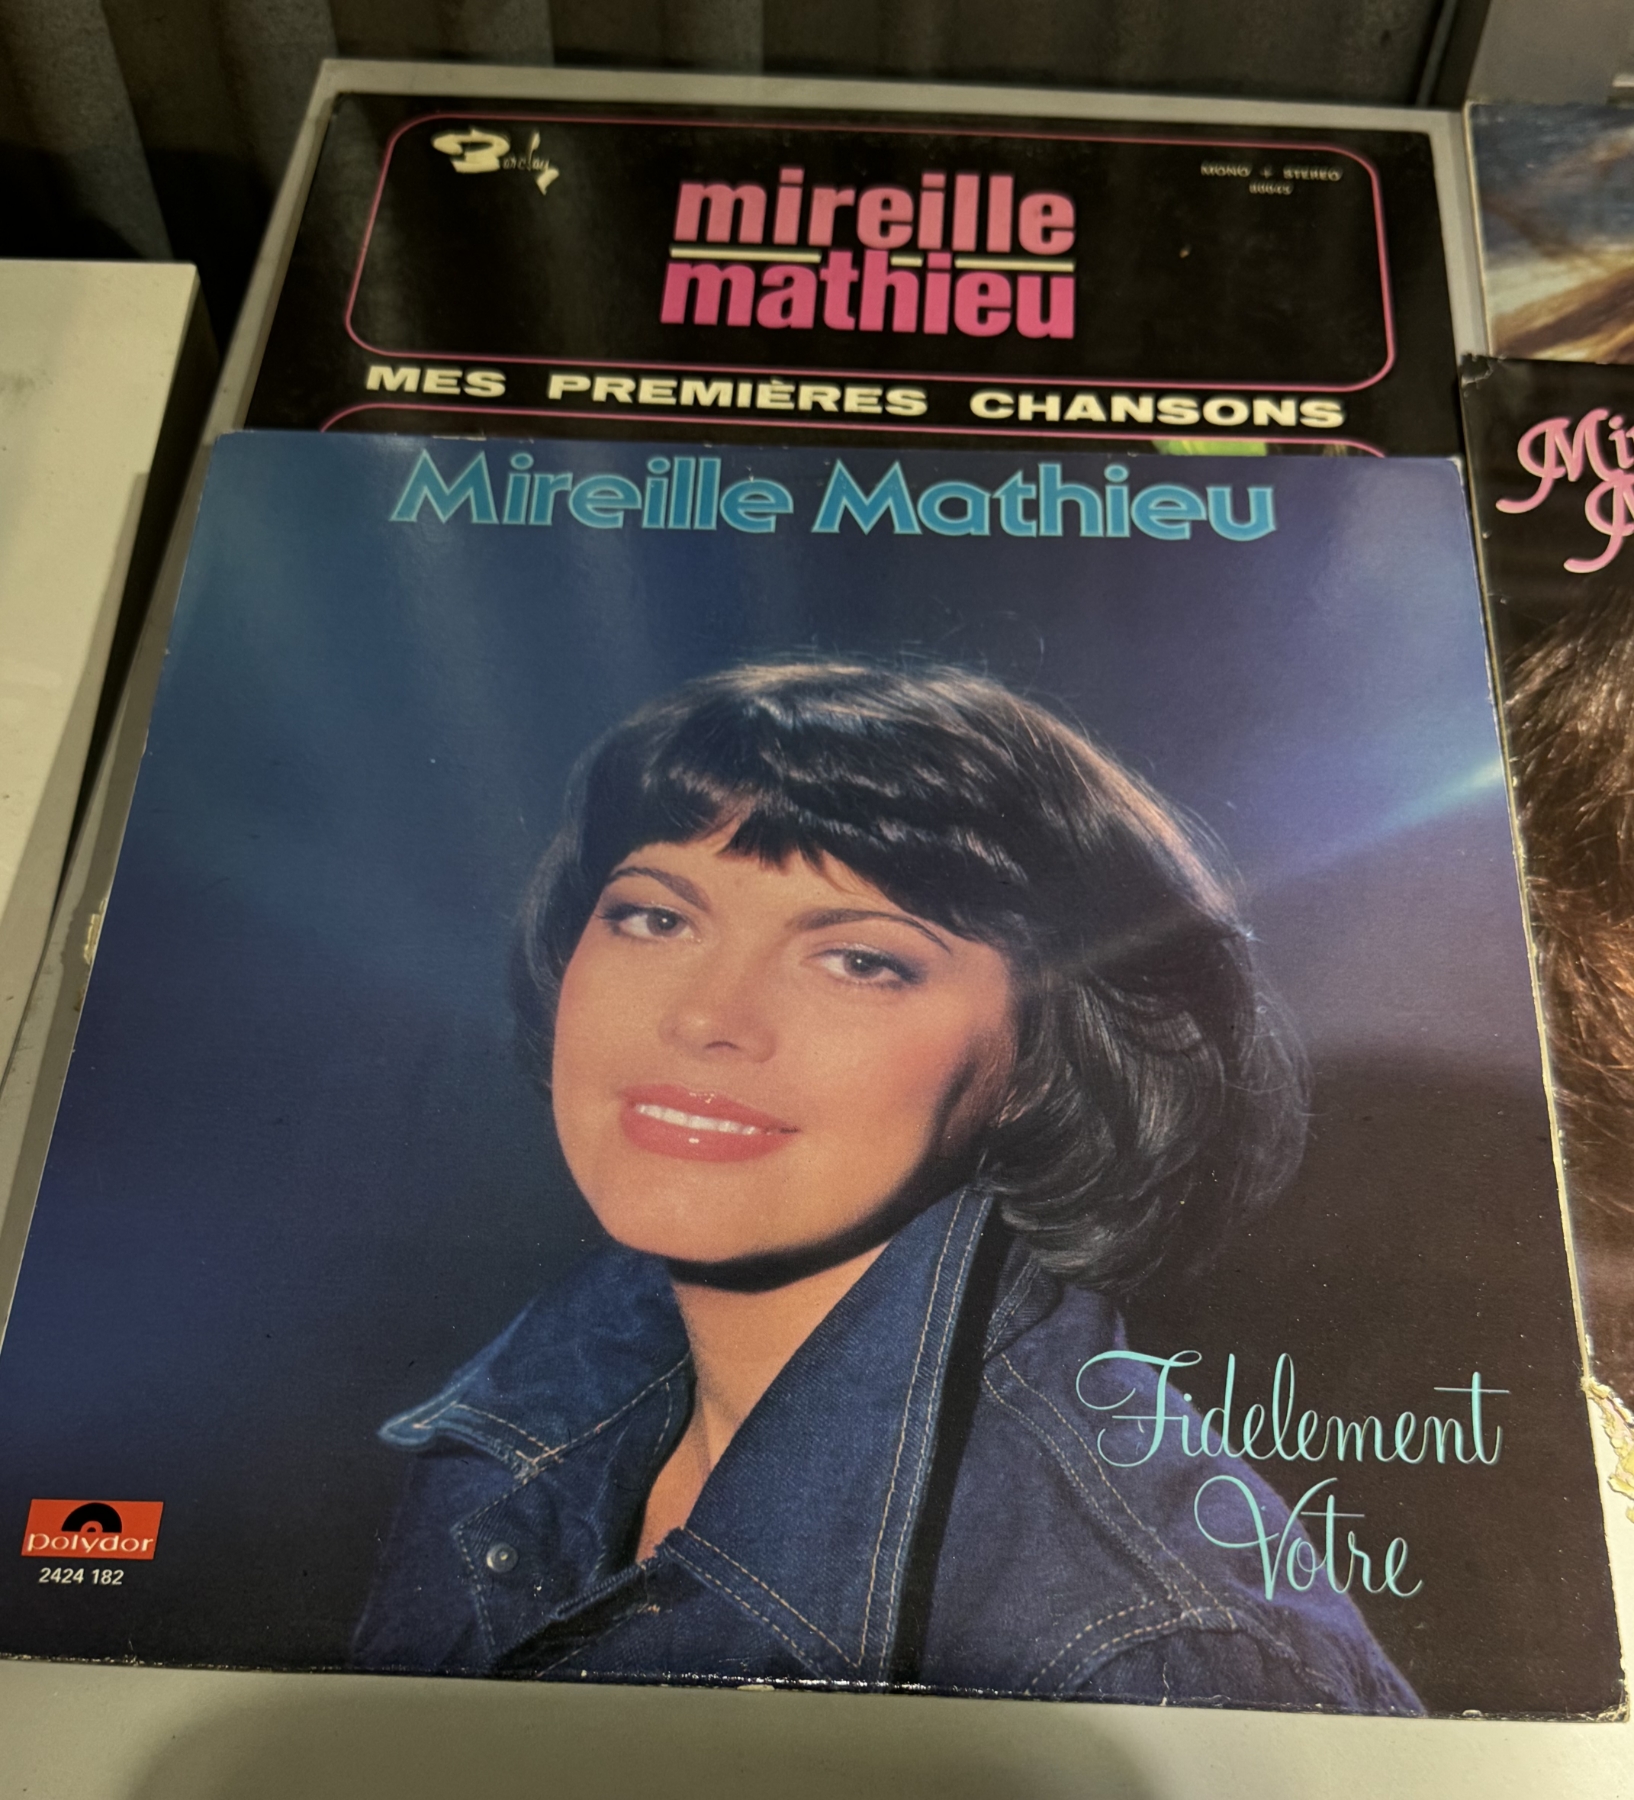 Barclay
MONO + STEREO
mireille
mathieu
MES PREMIÈRES CHANSONS
Mireille Mathieu
Fidelement
Votre
polydor
2424 182